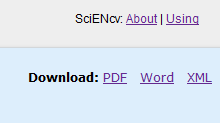 SciENcv: About | Using
Download: PDF Word XML